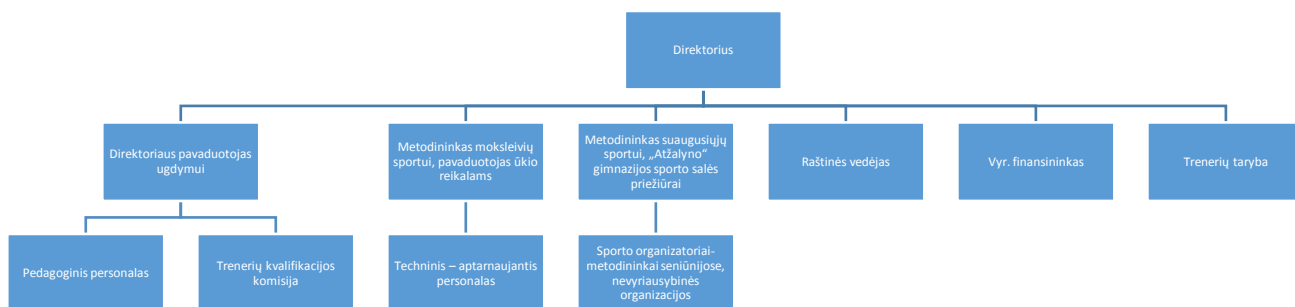 Direktorius
Direktoriaus pavaduotojas
ugdymui
Metodininkas moksleivių
sportui, pavaduotojas ūkio
reikalams
Metodininkas suaugusiųjų
sportui, „Atžalyno“
gimnazijos sporto salės
priežiūrai
Raštinės vedėjas
Vyr. finansininkas
Trenerių taryba
Pedagoginis personalas
Trenerių kvalifikacijos
komisija
Techninis – aptarnaujantis
personalas
Sporto organizatoriai-
metodininkai seniūnijose,
nevyriausybinės
organizacijos